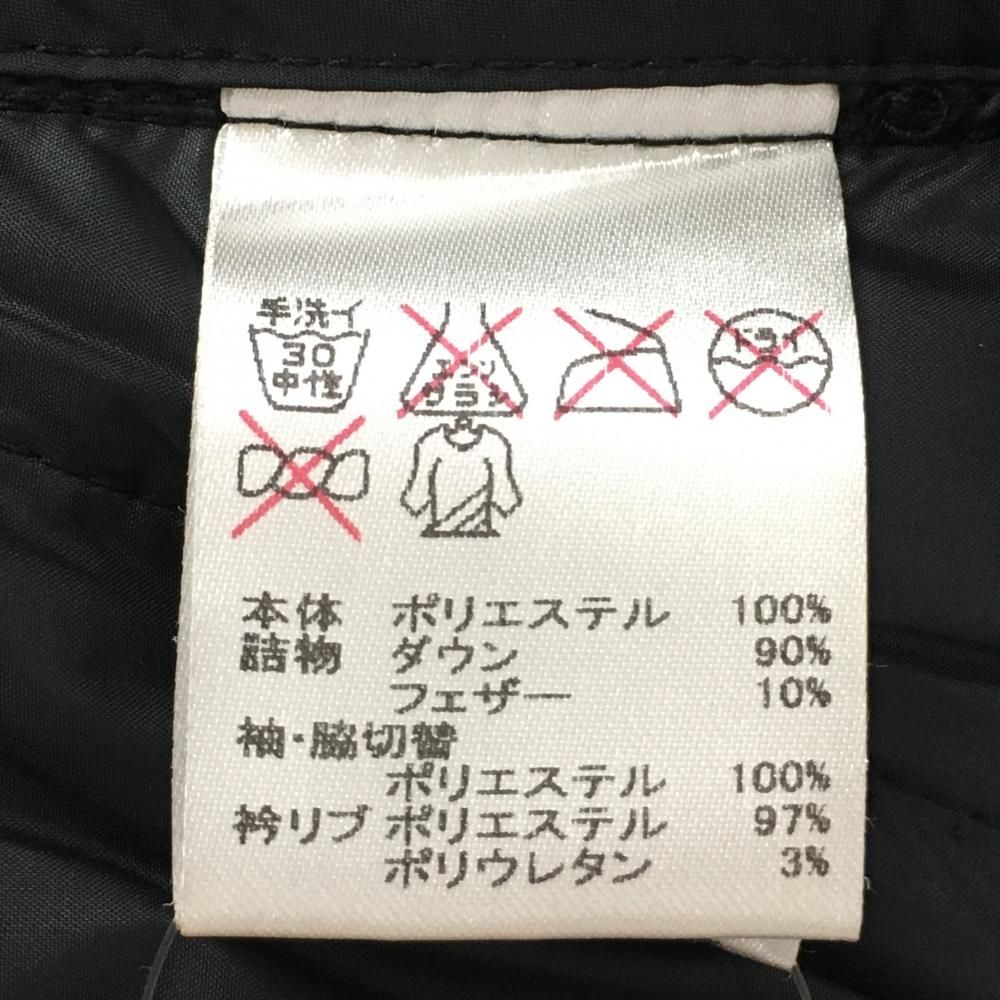 手洗イ
30
中性
エンソ
サラシ
ドライ
本体 ポリエステル 100%
詰物 ダウン 90%
フェザー 10%
袖・脇切替
ポリエステル 100%
衿リブ ポリエステル 97%
ポリウレタン 3%